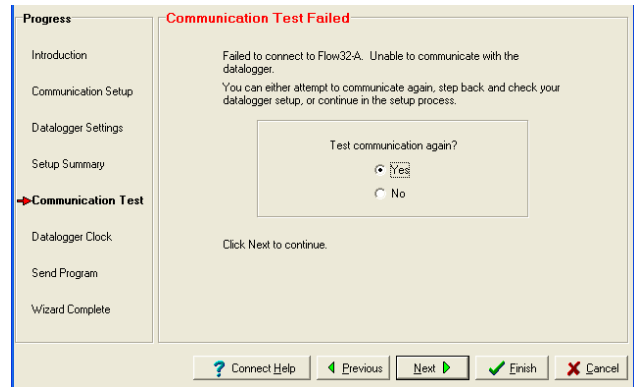 Progress
Introduction
Communication Setup
Datalogger Settings
Setup Summary
Communication Test
Datalogger Clock
Send Program
Wizard Complete
Communication Test Failed
Failed to connect to Flow32-A. Unable to communicate with the
datalogger.
You can either attempt to communicate again, step back and check your
datalogger setup, or continue in the setup process.
Test communication again?
Yes
No
Click Next to continue.
? Connect Help
Previous
Next
Finish
Cancel